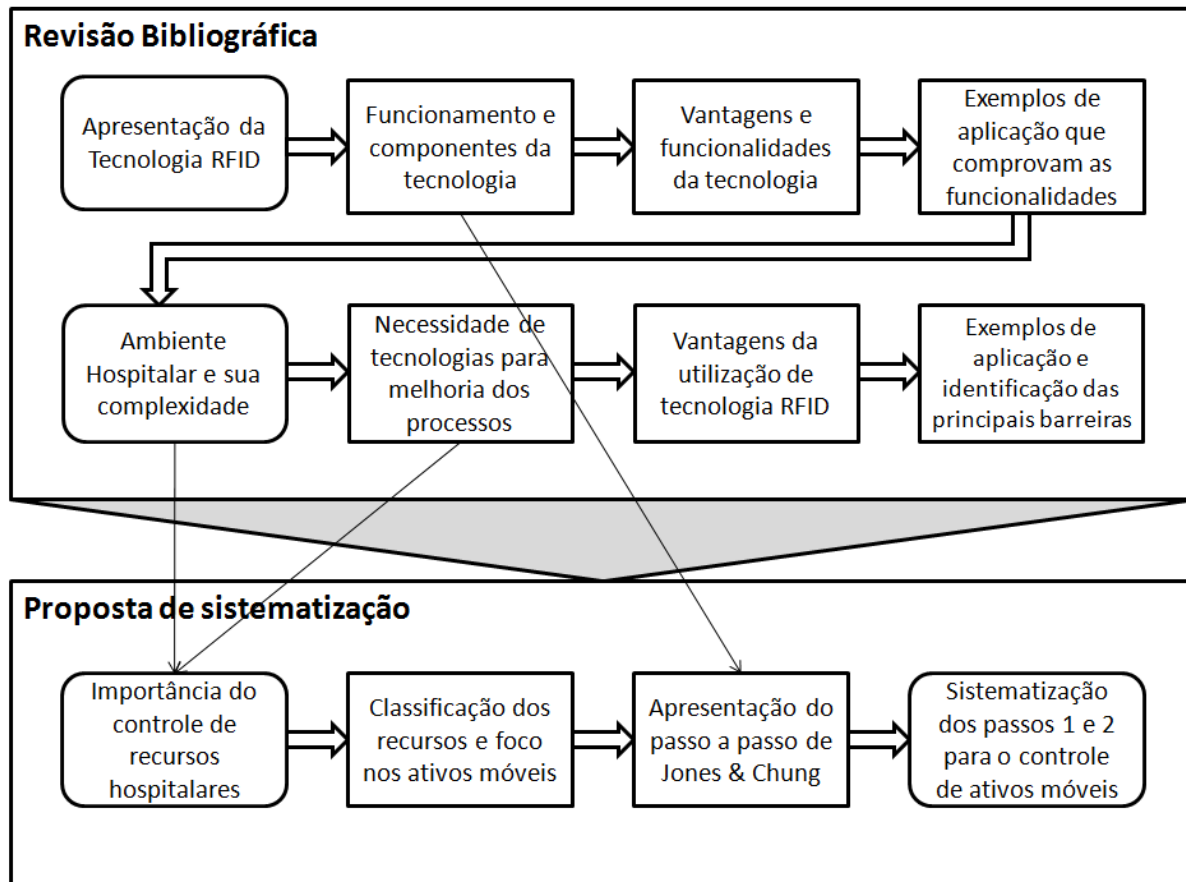 Revisão Bibliográfica
Apresentação da
Tecnologia RFID
Funcionamento e
componentes da
tecnologia
Vantagens e
funcionalidades
da tecnologia
Exemplos de
aplicação que
comprovam as
funcionalidades
Ambiente
Hospitalar e sua
complexidade
Necessidade de
tecnologias para
melhoria dos
processos
Vantagens da
utilização de
tecnologia RFID
Exemplos de
aplicação e
identificação das
principais barreiras
Proposta de sistematização
Importância do
controle de
recursos
hospitalares
Classificação dos
recursos e foco
nos ativos móveis
Apresentação do
passo a passo de
Jones & Chung
Sistematização
dos passos 1 e 2
para o controle
de ativos móveis